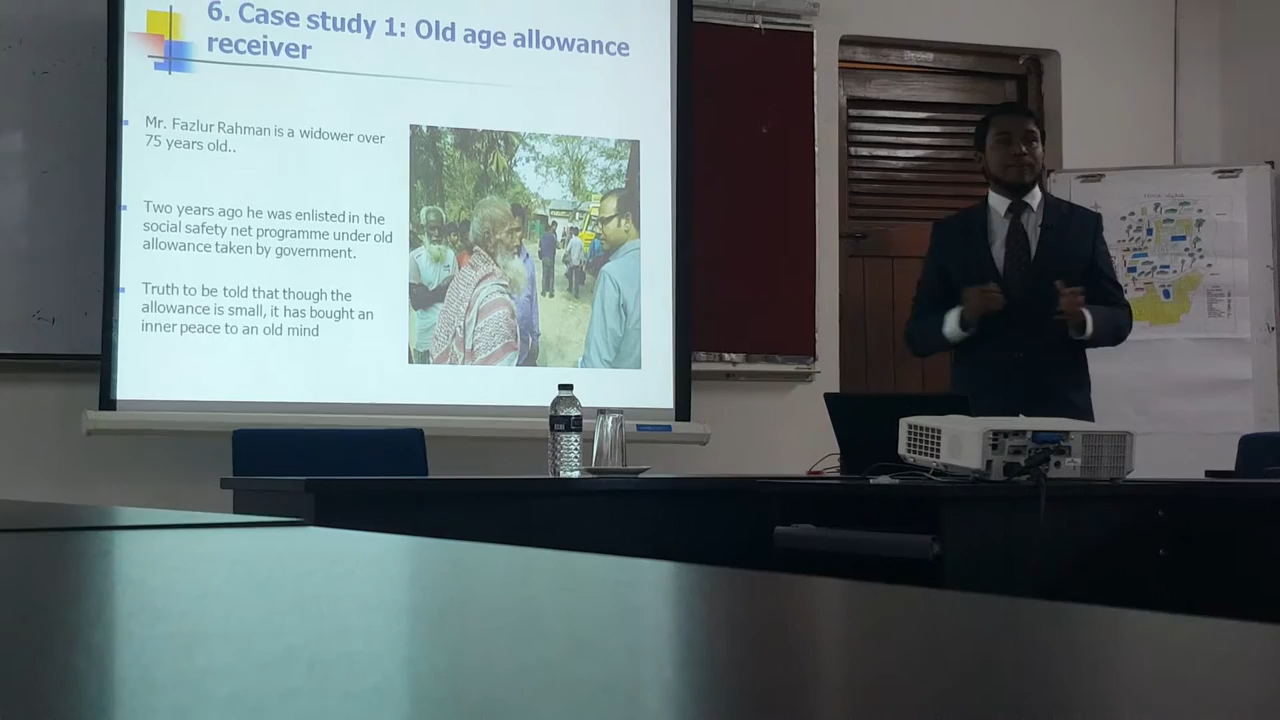 6. Case study 1: Old age allowance
receiver
Mr. Fazlur Rahman is a widower over
75 years old..
Two years ago he was enlisted in the
social safety net programme under old
allowance taken by government.
Truth to be told that though the
allowance is small, it has bought an
inner peace to an old mind